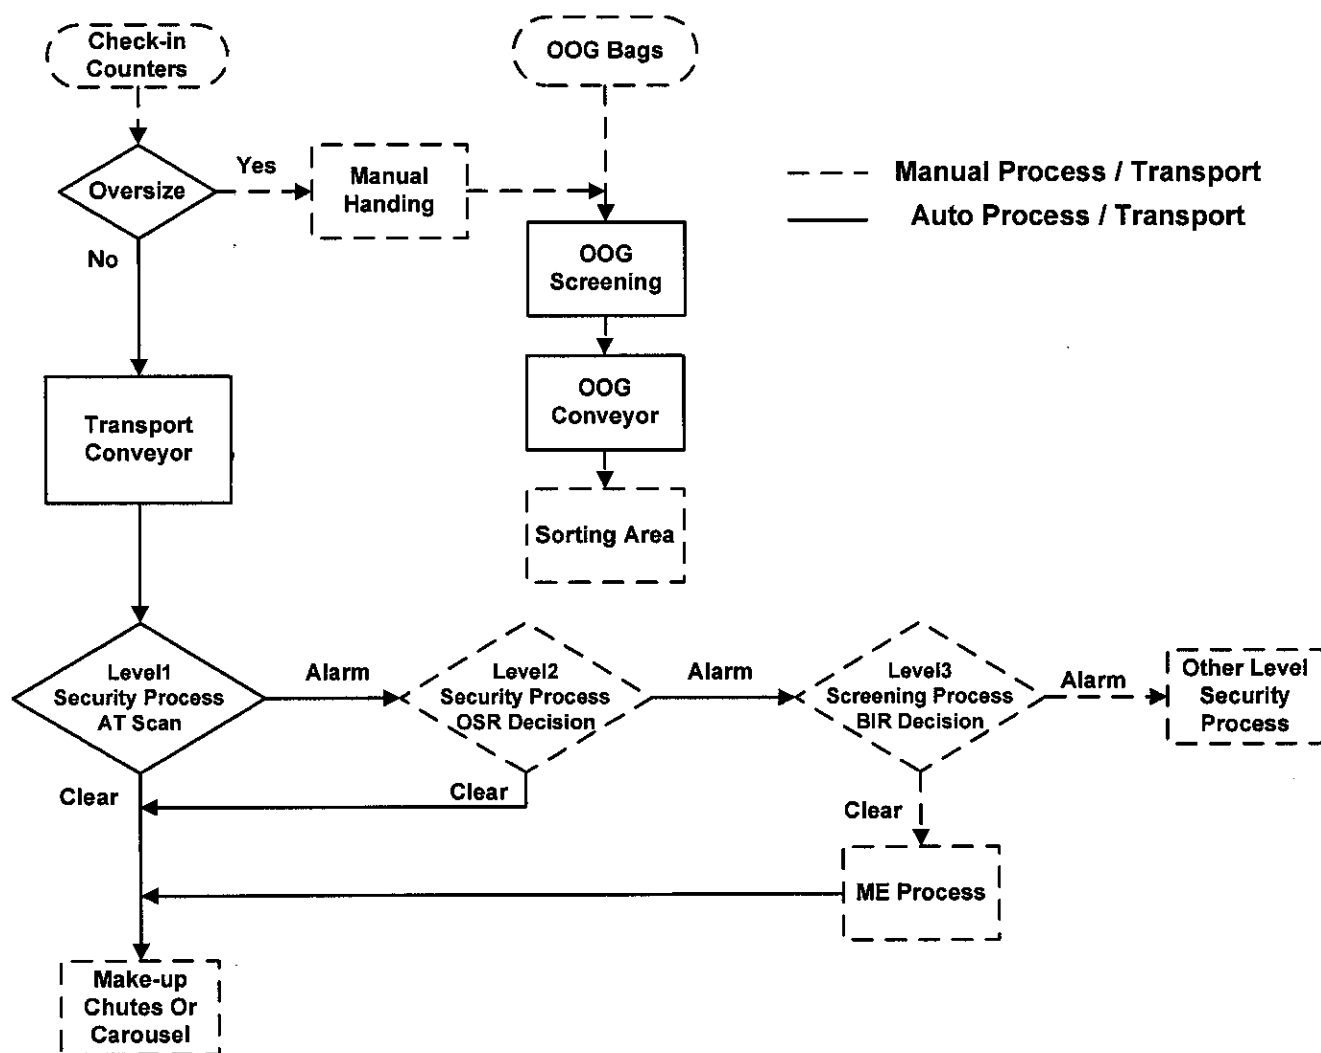 Check-in
Counters
OOG Bags
Oversize
Yes
Manual
Handing
No
Manual Process / Transport
Auto Process / Transport
OOG
Screening
OOG
Conveyor
Transport
Conveyor
Sorting Area
Level1
Security Process
AT Scan
Alarm
Level2
Security Process
OSR Decision
Alarm
Level3
Screening Process
BIR Decision
Alarm
Other Level
Security
Process
Clear
Clear
Clear
ME Process
Make-up
Chutes Or
Carousel